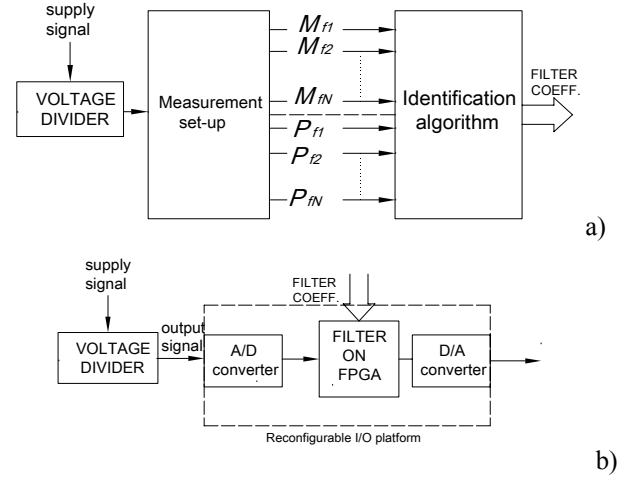 supply
signal
VOLTAGE
DIVIDER
Measurement
set-up
Mf1
Mf2
MfN
Pf1
Pf2
PfN
Identification
algorithm
FILTER
COEFF.
a)
supply
signal
VOLTAGE
DIVIDER
output
signal
A/D
converter
FILTER
COEFF.
FILTER
ON
FPGA
D/A
converter
Reconfigurable I/O platform
b)